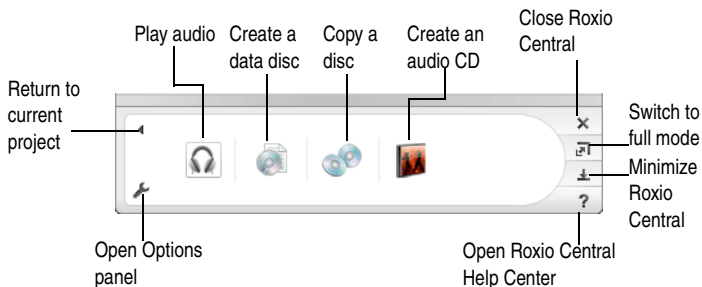 Play audio
Create a
data disc
Copy a
disc
Create an
audio CD
Close Roxio
Central
Return to
current
project
Switch to
full mode
Minimize
Roxio
Central
?
Open Options
panel
Open Roxio Central
Help Center